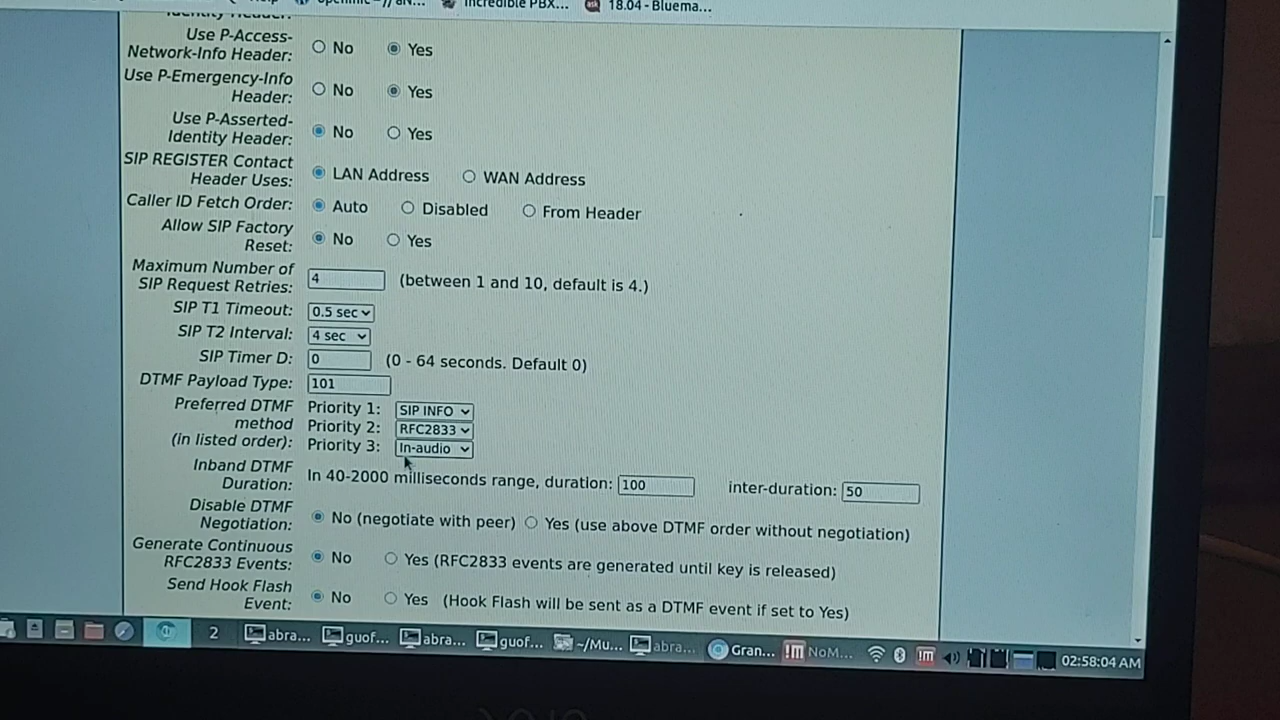 Help
openmic ~//
Incredible PBX...
18.04 - Bluema...
Identity Header:
Use P-Access-
Network-Info Header:
No Yes
Use P-Emergency-Info
Header:
No Yes
Use P-Asserted-
Identity Header:
No Yes
SIP REGISTER Contact
Header Uses:
LAN Address WAN Address
Caller ID Fetch Order: Auto Disabled From Header
Allow SIP Factory
Reset:
No Yes
Maximum Number of
SIP Request Retries:
4 (between 1 and 10, default is 4.)
SIP T1 Timeout: 0.5 sec
SIP T2 Interval: 4 sec
SIP Timer D: 0 (0 - 64 seconds. Default 0)
DTMF Payload Type: 101
Preferred DTMF
method
(in listed order):
Priority 1: SIP INFO
Priority 2: RFC2833
Priority 3: In-audio
Inband DTMF
Duration:
In 40-2000 milliseconds range, duration: 100 inter-duration: 50
Disable DTMF
Negotiation:
No (negotiate with peer) Yes (use above DTMF order without negotiation)
Generate Continuous
RFC2833 Events:
No Yes (RFC2833 events are generated until key is released)
Send Hook Flash
Event:
No Yes (Hook Flash will be sent as a DTMF event if set to Yes)
2 abra... guof... abra... guof... ~/Mu... abra... Gran... !m NoM... !m 02:58:04 AM